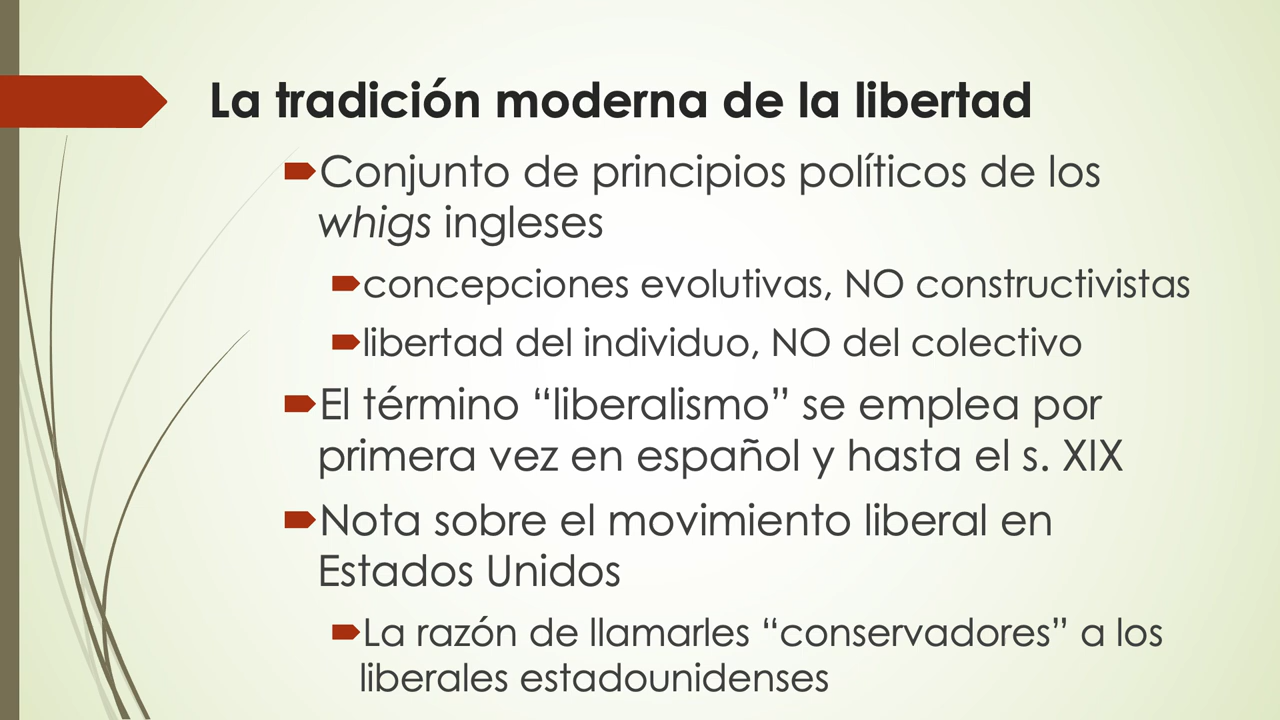 La tradición moderna de la libertad
Conjunto de principios políticos de los
whigs ingleses
concepciones evolutivas, NO constructivistas
libertad del individuo, NO del colectivo
El término “liberalismo” se emplea por
primera vez en español y hasta el s. XIX
Nota sobre el movimiento liberal en
Estados Unidos
La razón de llamarles “conservadores” a los
liberales estadounidenses